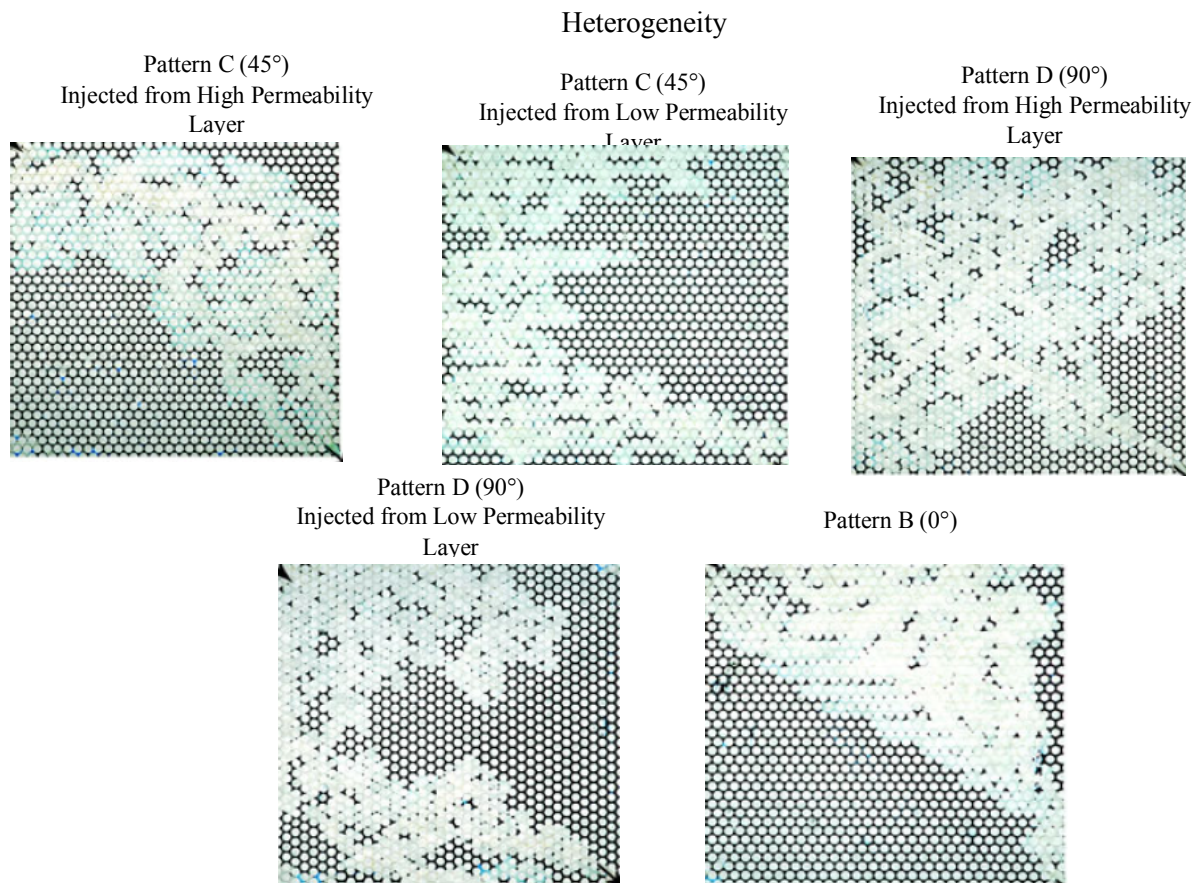 Heterogeneity
Pattern C (45°)
Injected from High Permeability
Layer
Pattern C (45°)
Injected from Low Permeability
Layer
Pattern D (90°)
Injected from High Permeability
Layer
Pattern D (90°)
Injected from Low Permeability
Layer
Pattern B (0°)